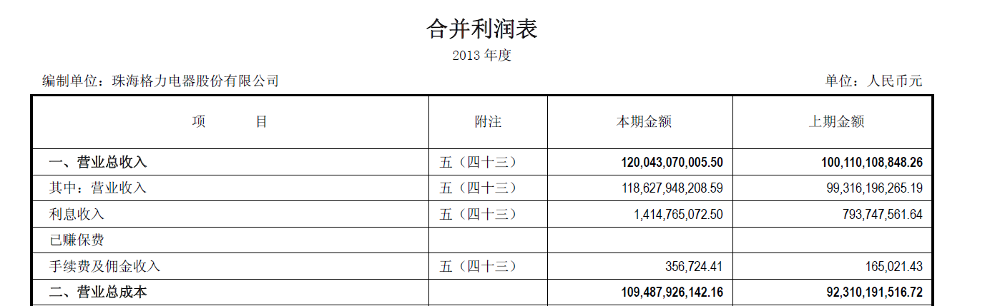 合并利润表
2013 年度
编制单位：珠海格力电器股份有限公司 单位：人民币元
项 目 附注 本期金额 上期金额
一、营业总收入 五（四十三） 120,043,070,005.50 100,110,108,848.26
其中：营业收入 五（四十三） 118,627,948,208.59 99,316,196,265.19
利息收入 五（四十三） 1,414,765,072.50 793,747,561.64
已赚保费
手续费及佣金收入 五（四十三） 356,724.41 165,021.43
二、营业总成本 109,487,926,142.16 92,310,191,516.72